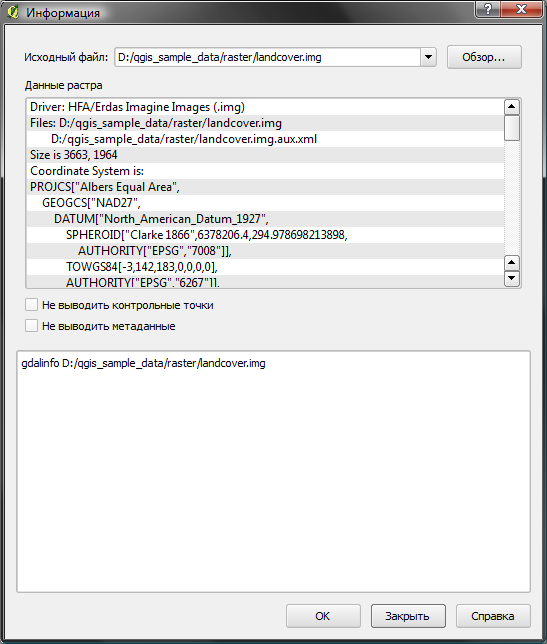 Информация
Исходный файл: D:/qgis_sample_data/raster/landcover.img Обзор...
Данные растра
Driver: HFA/Erdas Imagine Images (.img)
Files: D:/qgis_sample_data/raster/landcover.img
D:/qgis_sample_data/raster/landcover.img.aux.xml
Size is 3663, 1964
Coordinate System is:
PROJCS["Albers Equal Area",
GEOGCS["NAD27",
DATUM["North_American_Datum_1927",
SPHEROID["Clarke 1866",6378206.4,294.978698213898,
AUTHORITY["EPSG","7008"]],
TOWGS84[-3,142,183,0,0,0,0],
AUTHORITY["EPSG","6267"]],
Не выводить контрольные точки
Не выводить метаданные
gdalinfo D:/qgis_sample_data/raster/landcover.img
OK Закрыть Справка